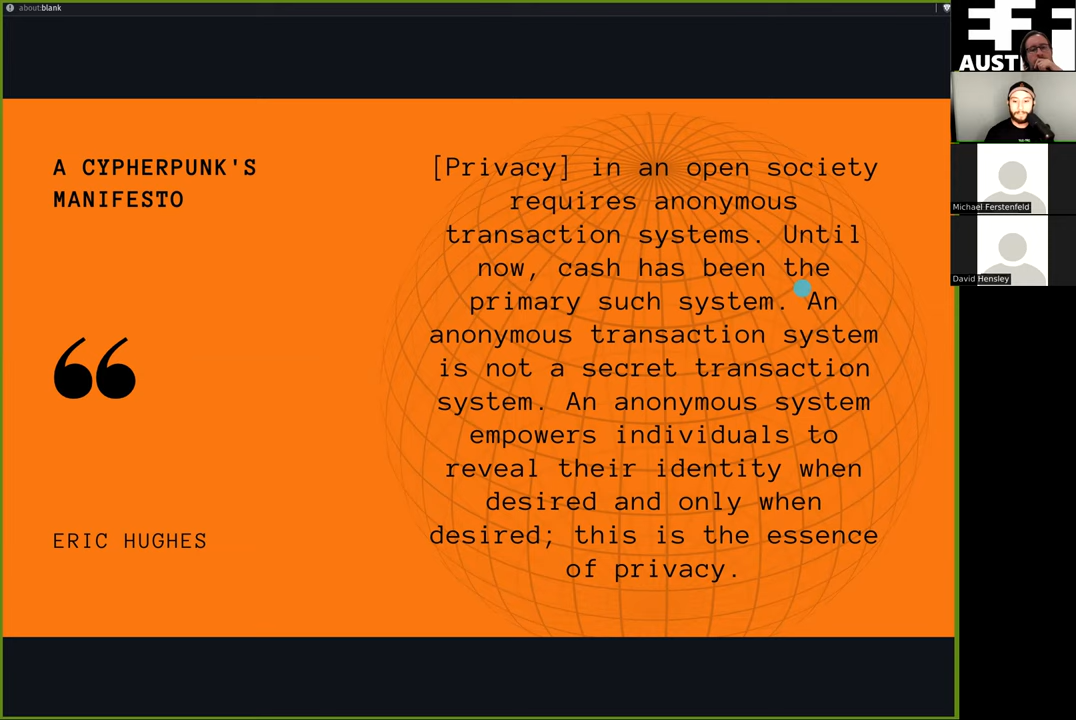 about:blank
A CYPHERPUNK'S
MANIFESTO
ERIC HUGHES
[Privacy] in an open society
requires anonymous
transaction systems. Until
now, cash has been the
primary such system. An
anonymous transaction system
is not a secret transaction
system. An anonymous system
empowers individuals to
reveal their identity when
desired and only when
desired; this is the essence
of privacy.
EFF
AUSTI
Michael Ferstenfeld
David Hensley